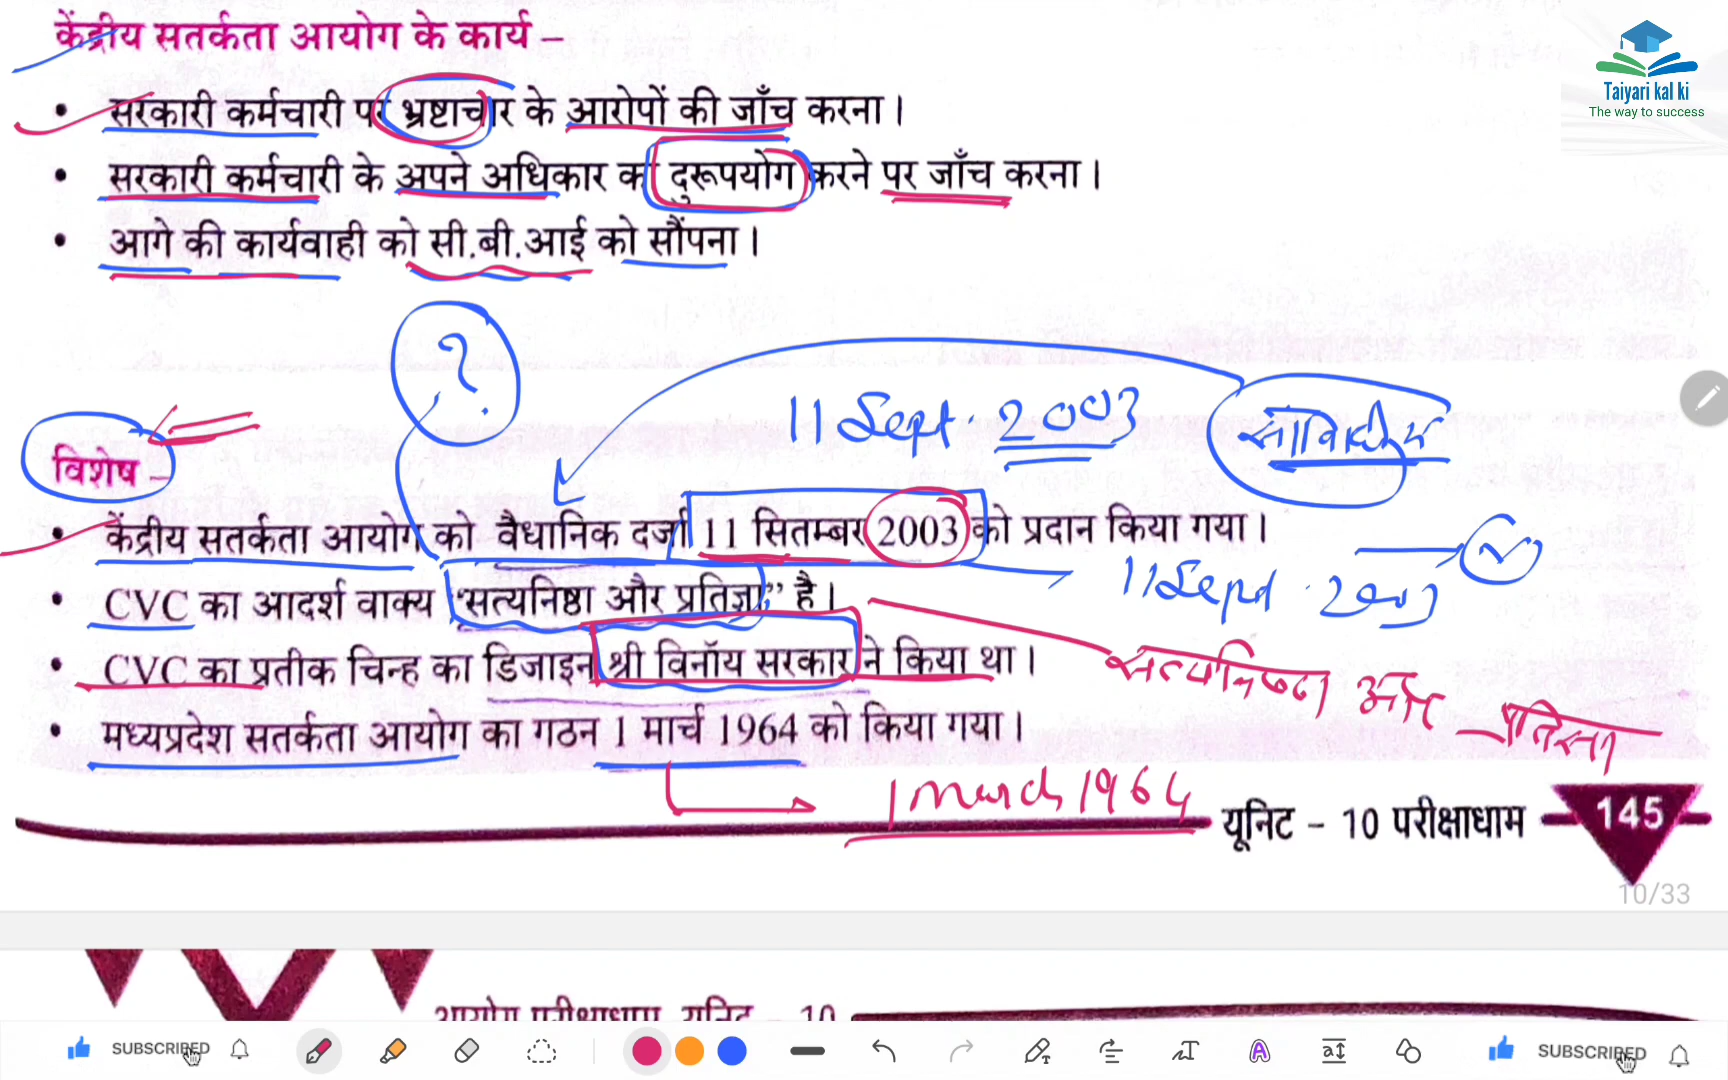 केंद्रीय सतर्कता आयोग के कार्य –
Taiyari kal ki
The way to success
• सरकारी कर्मचारी पर भ्रष्टाचार के आरोपों की जाँच करना।
• सरकारी कर्मचारी के अपने अधिकार का दुरूपयोग करने पर जाँच करना।
• आगे की कार्यवाही को सी.बी.आई को सौंपना।
?
11 Sept. 2003
विशेष –
• केंद्रीय सतर्कता आयोग को वैधानिक दर्जा 11 सितम्बर 2003 को प्रदान किया गया।
11 Sept. 2003
• CVC का आदर्श वाक्य "सत्यनिष्ठा और प्रतिज्ञा" है।
• CVC का प्रतीक चिन्ह का डिजाइन श्री विनॉय सरकार ने किया था।
सत्यनिष्ठा और प्रतिज्ञा
• मध्यप्रदेश सतर्कता आयोग का गठन 1 मार्च 1964 को किया गया।
1 march 1964
यूनिट – 10 परीक्षाधाम 145
10/33
आयोग परीक्षाधाम यूनिट – 10
SUBSCRIBED
SUBSCRIBED